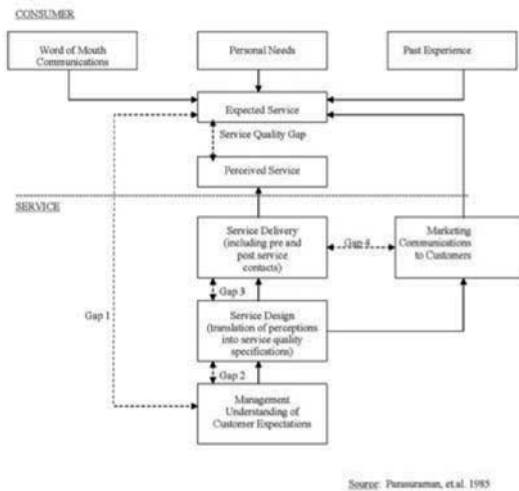 CONSUMER
Word of Mouth
Communications
Personal Needs
Past Experience
Expected Service
Service Quality Gap
Perceived Service
SERVICE
Service Delivery
(including pre and
post service
contacts)
Gap 4
Marketing
Communications
to Customers
Gap 3
Gap 1
Service Design
(translation of perceptions
into service quality
specifications)
Gap 2
Management
Understanding of
Customer Expectations
Source: Parasuraman, et.al. 1985